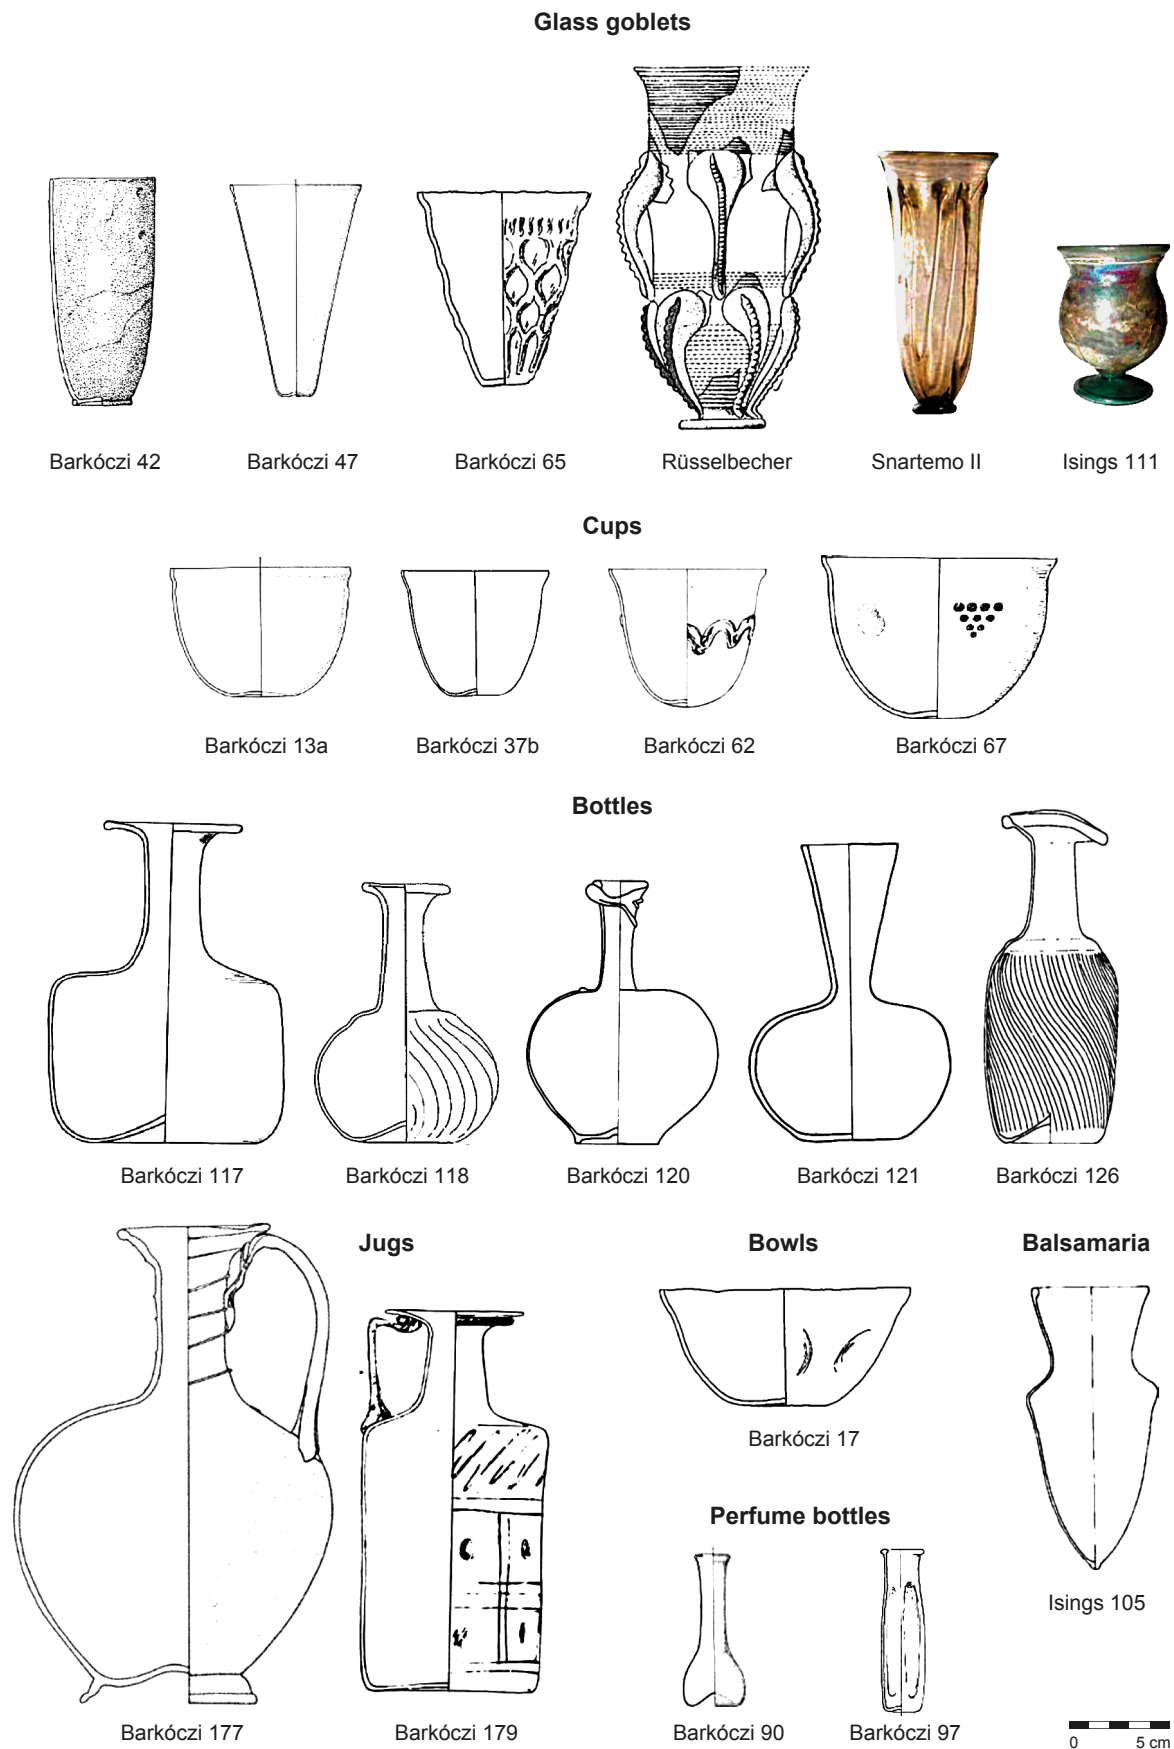 Glass goblets
Barkóczi 42
Barkóczi 47
Barkóczi 65
Rüsselbecher
Snartemo II
Isings 111
Cups
Barkóczi 13a
Barkóczi 37b
Barkóczi 62
Barkóczi 67
Bottles
Barkóczi 117
Barkóczi 118
Barkóczi 120
Barkóczi 121
Barkóczi 126
Jugs
Bowls
Balsamaria
Barkóczi 17
Perfume bottles
Isings 105
Barkóczi 177
Barkóczi 179
Barkóczi 90
Barkóczi 97
0 5 cm